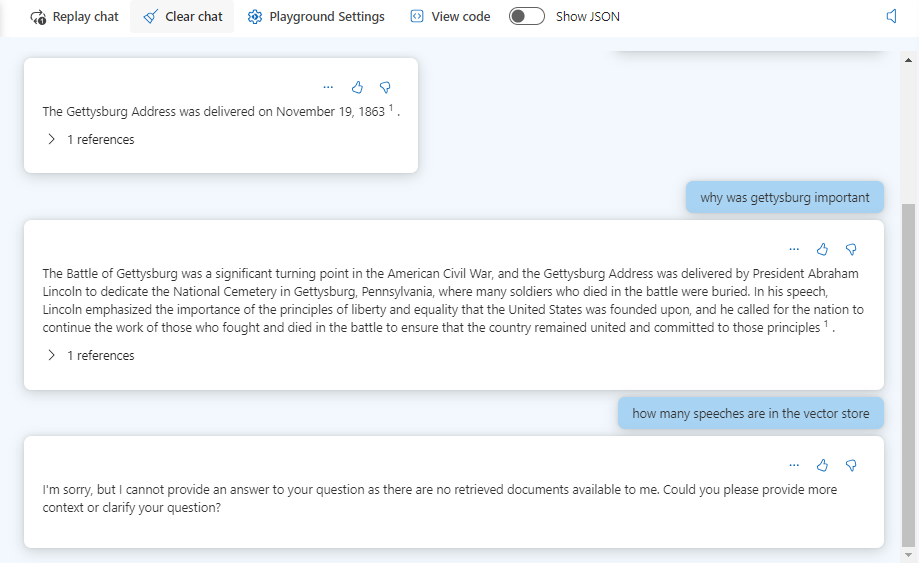 Replay chat Clear chat Playground Settings View code Show JSON
...
The Gettysburg Address was delivered on November 19, 1863 1 .
1 references
why was gettysburg important
...
The Battle of Gettysburg was a significant turning point in the American Civil War, and the Gettysburg Address was delivered by President Abraham
Lincoln to dedicate the National Cemetery in Gettysburg, Pennsylvania, where many soldiers who died in the battle were buried. In his speech,
Lincoln emphasized the importance of the principles of liberty and equality that the United States was founded upon, and he called for the nation to
continue the work of those who fought and died in the battle to ensure that the country remained united and committed to those principles 1 .
1 references
how many speeches are in the vector store
...
I'm sorry, but I cannot provide an answer to your question as there are no retrieved documents available to me. Could you please provide more
context or clarify your question?